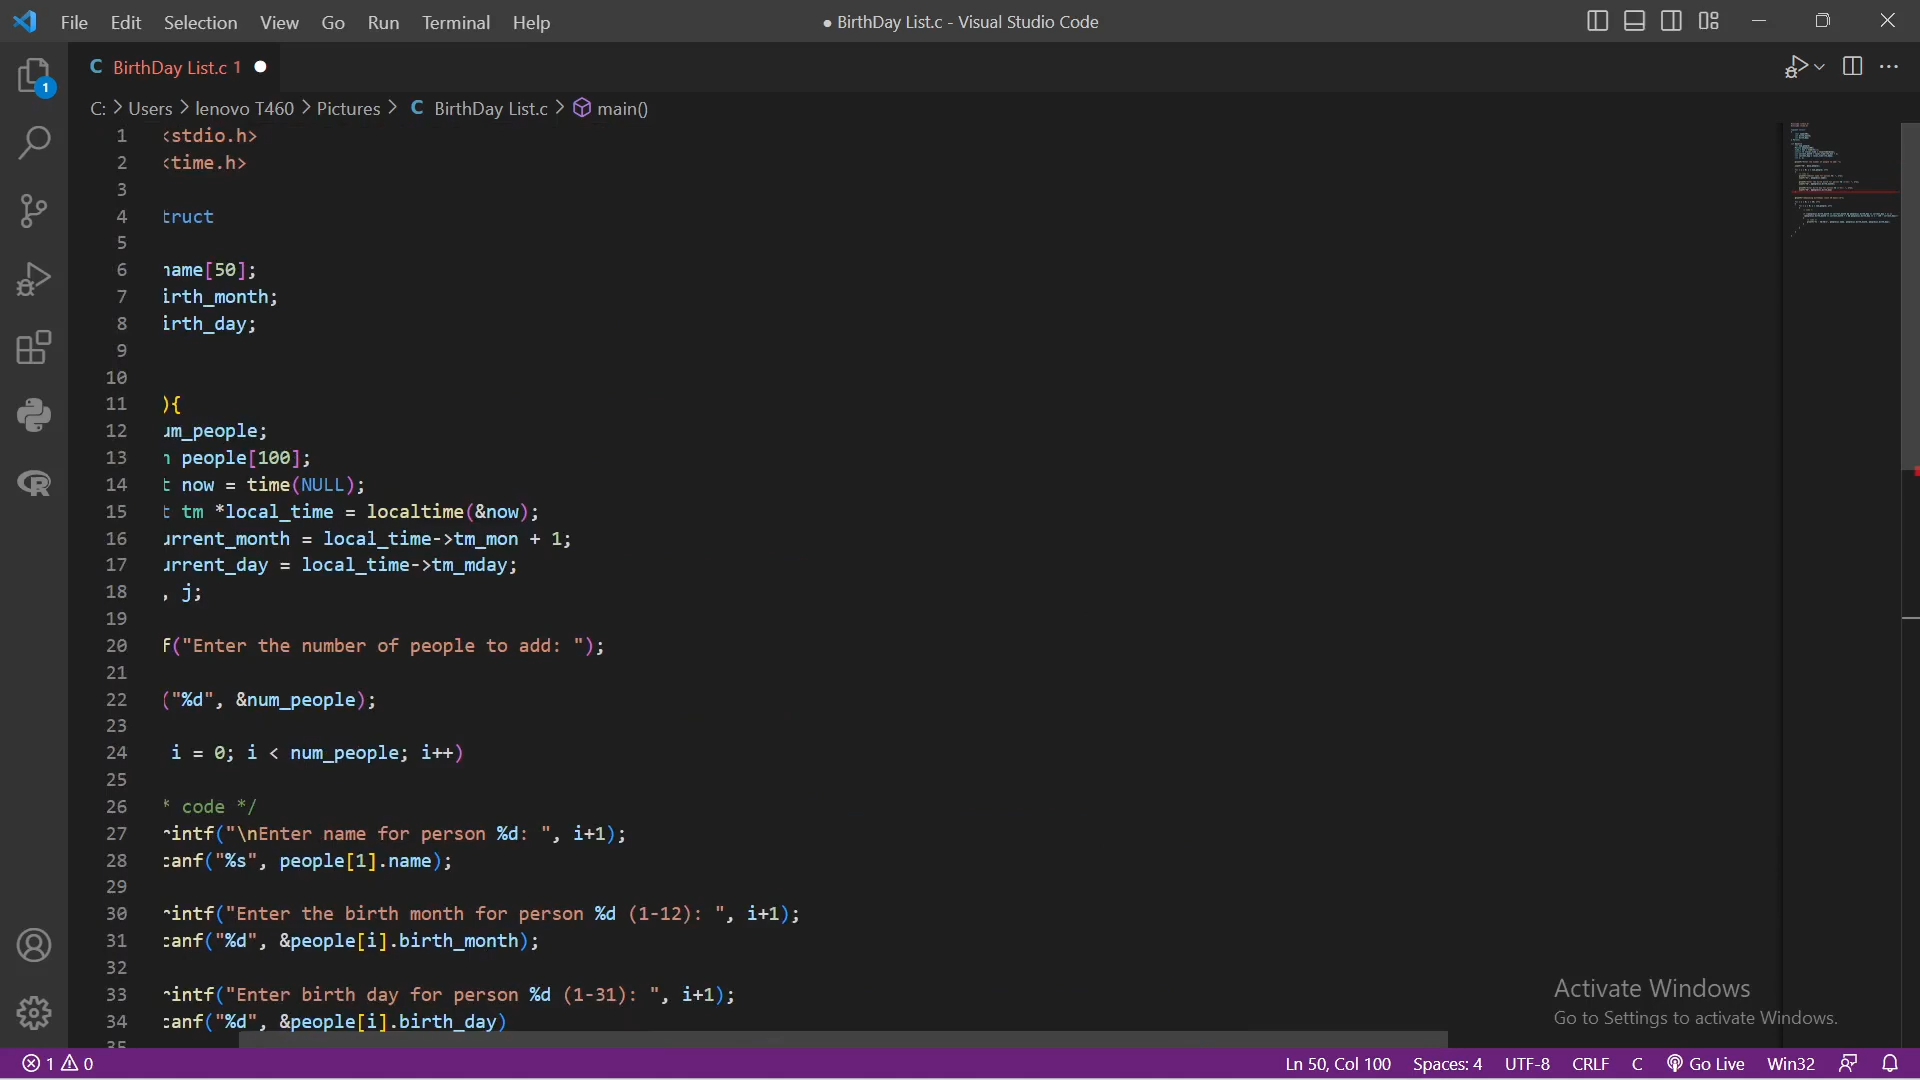 File Edit Selection View Go Run Terminal Help
● BirthDay List.c - Visual Studio Code
C BirthDay List.c 1 ●
1
C: > Users > lenovo T460 > Pictures > C BirthDay List.c > main()
1 <stdio.h>
2 <time.h>
3
4 truct
5
6 name[50];
7 irth_month;
8 irth_day;
9
10
11 ){
12 um_people;
13 n people[100];
14 t now = time(NULL);
15 t tm *local_time = localtime(&now);
16 urrent_month = local_time->tm_mon + 1;
17 urrent_day = local_time->tm_mday;
18 , j;
19
20 f("Enter the number of people to add: ");
21
22 ("%d", &num_people);
23
24 i = 0; i < num_people; i++)
25
26 * code */
27 rintf("\nEnter name for person %d: ", i+1);
28 canf("%s", people[1].name);
29
30 rintf("Enter the birth month for person %d (1-12): ", i+1);
31 canf("%d", &people[i].birth_month);
32
33 rintf("Enter birth day for person %d (1-31): ", i+1);
34 canf("%d", &people[i].birth_day)
35
Activate Windows
Go to Settings to activate Windows.
1 0
Ln 50, Col 100 Spaces: 4 UTF-8 CRLF C Go Live Win32